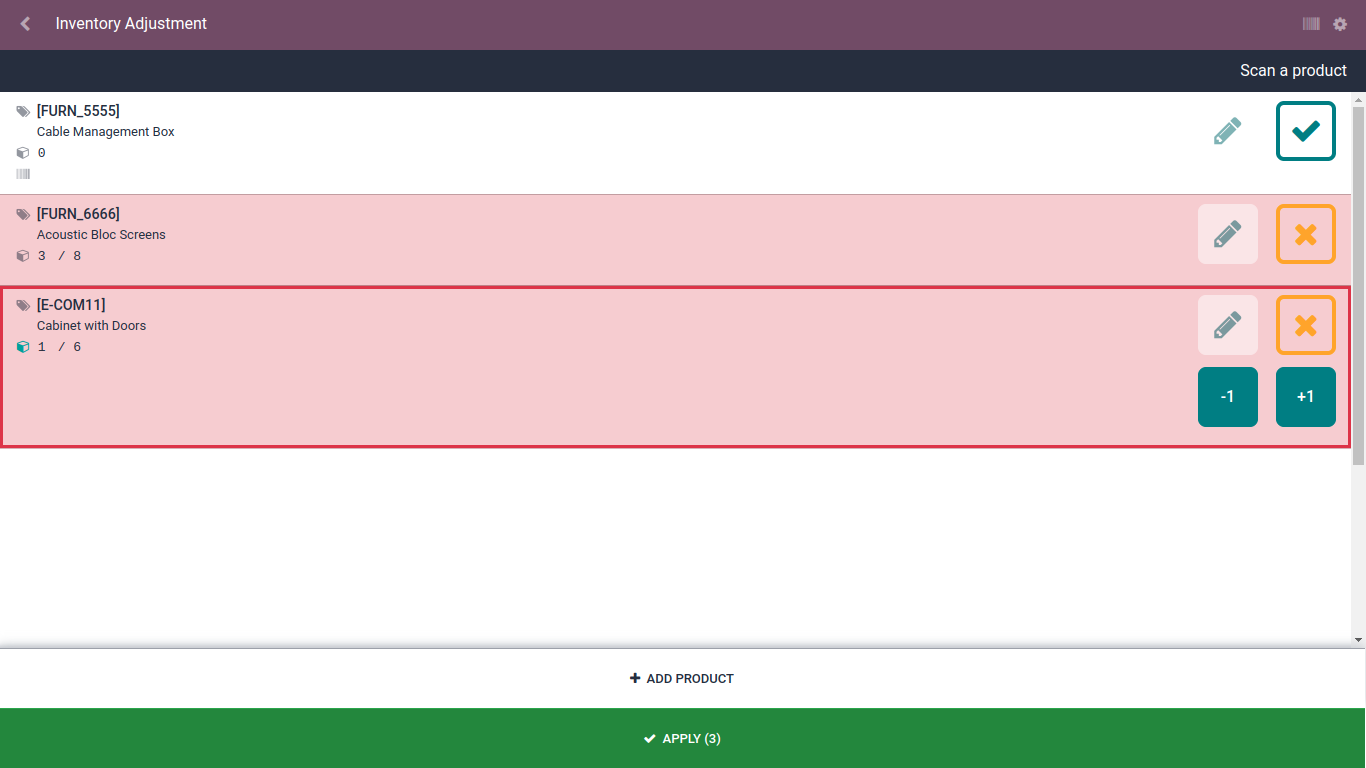 Inventory Adjustment
Scan a product
[FURN_5555]
Cable Management Box
0
[FURN_6666]
Acoustic Bloc Screens
3 / 8
[E-COM11]
Cabinet with Doors
1 / 6
-1 +1
ADD PRODUCT
APPLY (3)